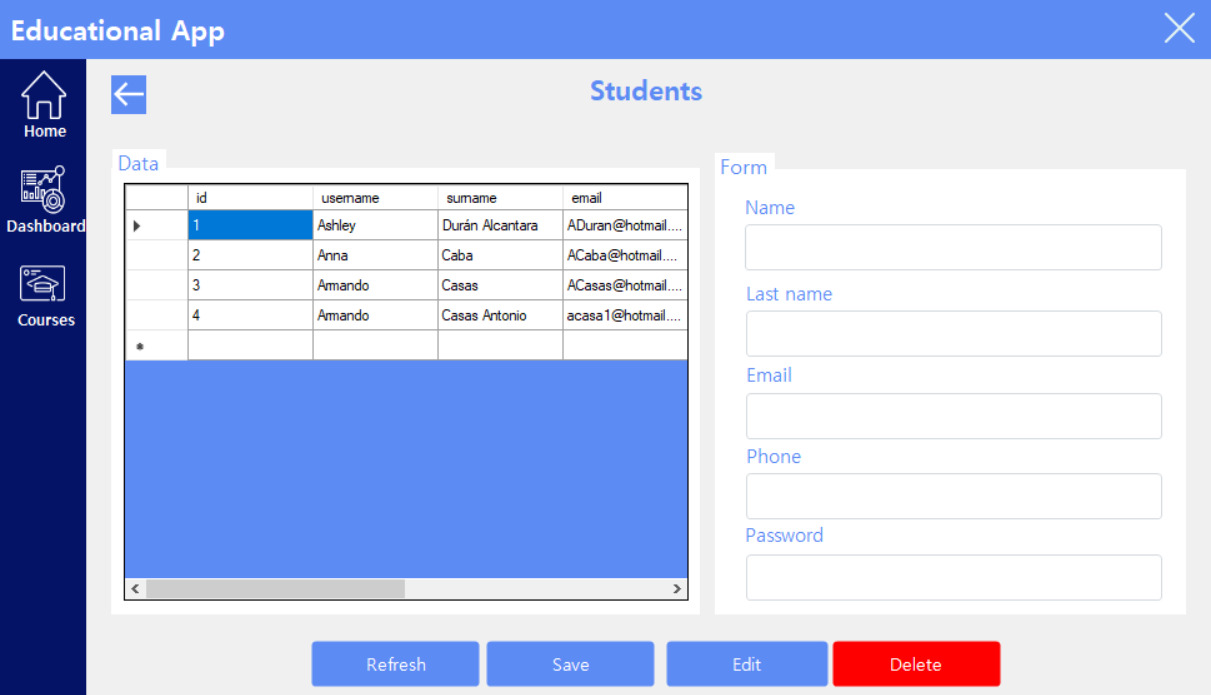 Educational App
Home
Dashboard
Courses
Students
Data
id username surname email
1 Ashley Durán Alcantara ADuran@hotmail....
2 Anna Caba ACaba@hotmail....
3 Armando Casas ACasas@hotmail....
4 Armando Casas Antonio acasa1@hotmail....
Form
Name
Last name
Email
Phone
Password
Refresh Save Edit Delete